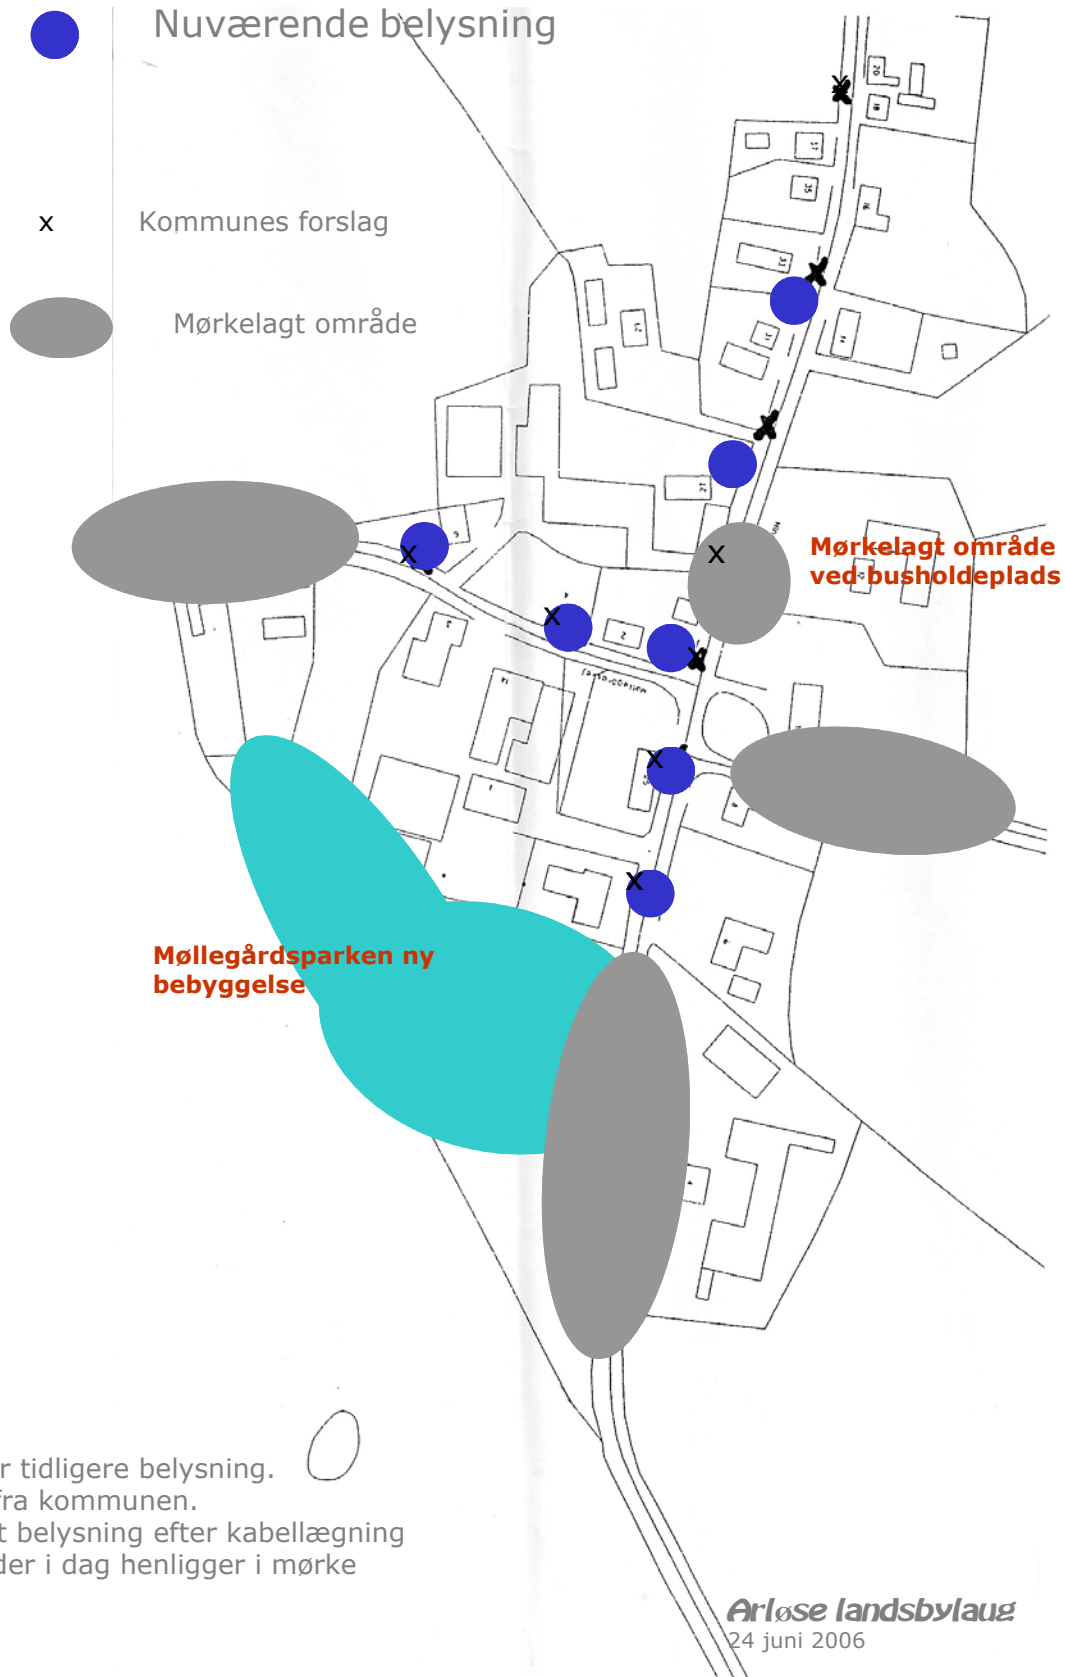 Nuværende belysning
x
Kommunes forslag
Mørkelagt område
Mørkelagt område
ved busholdeplads
Møllegårdsparken ny
bebyggelse
r tidligere belysning.
fra kommunen.
t belysning efter kabellægning
der i dag henligger i mørke
Arløse landsbylaug
24 juni 2006